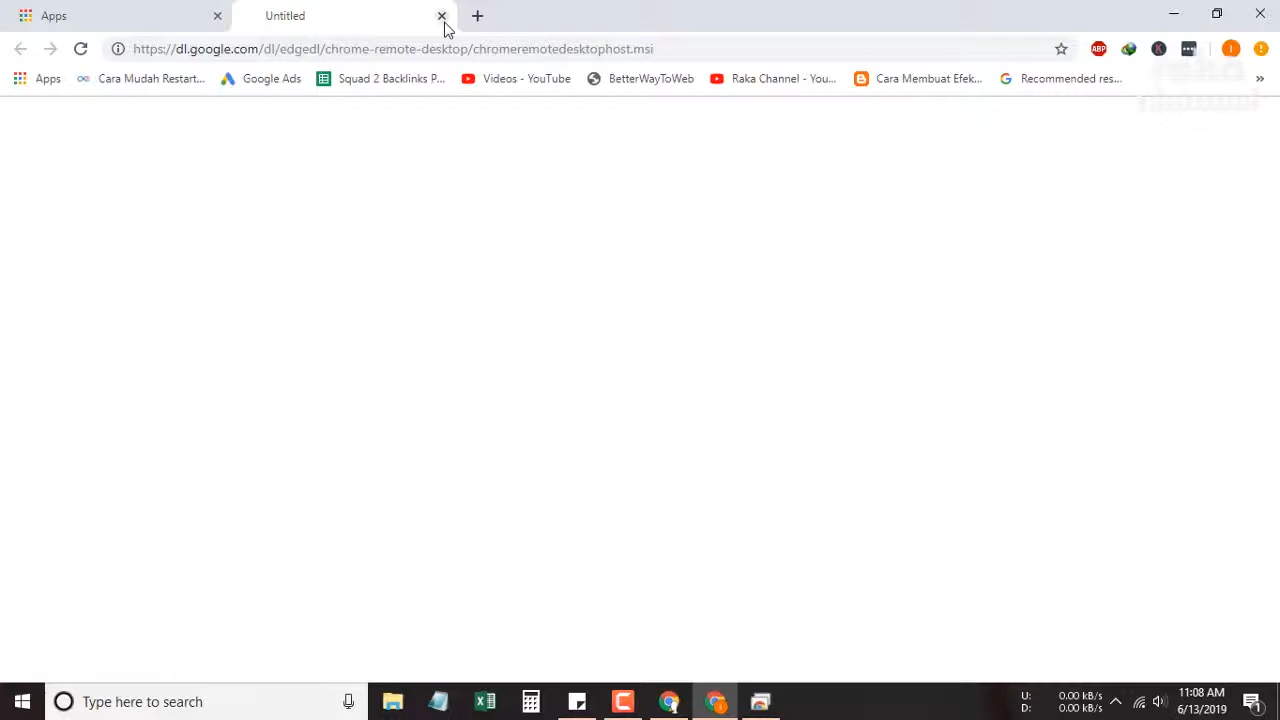 Apps
Untitled
https://dl.google.com/dl/edgedl/chrome-remote-desktop/chromeremotedesktophost.msi
ABP
K
Apps
Cara Mudah Restart...
Google Ads
Squad 2 Backlinks P...
Videos - YouTube
BetterWayToWeb
Raka Channel - You...
Cara Membuat Efek...
Recommended res...
Type here to search
U: 0.00 kB/s
D: 0.00 kB/s
11:08 AM
6/13/2019
1